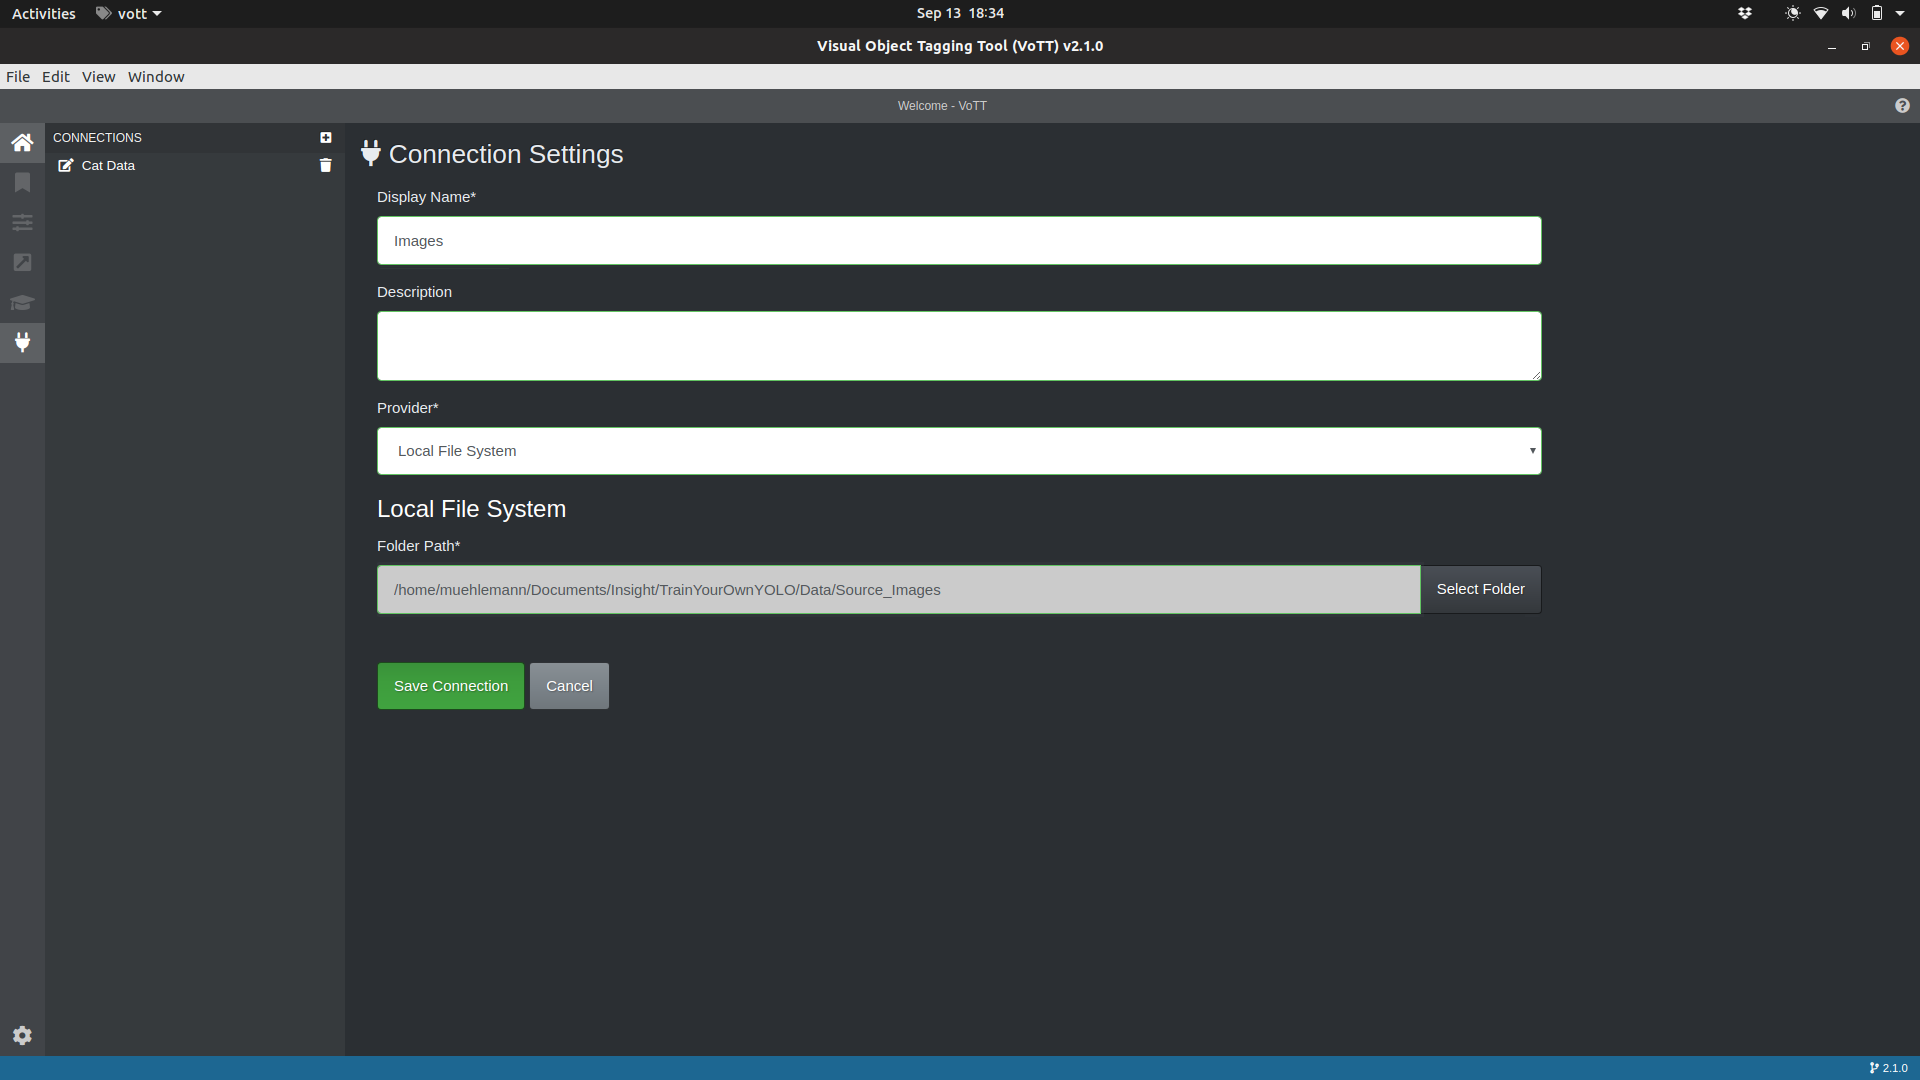 Activities vott Sep 13 18:34
Visual Object Tagging Tool (VoTT) v2.1.0
File Edit View Window
Welcome - VoTT
CONNECTIONS
Cat Data
Connection Settings
Display Name*
Images
Description
Provider*
Local File System
Local File System
Folder Path*
/home/muehlemann/Documents/Insight/TrainYourOwnYOLO/Data/Source_Images Select Folder
Save Connection Cancel
2.1.0